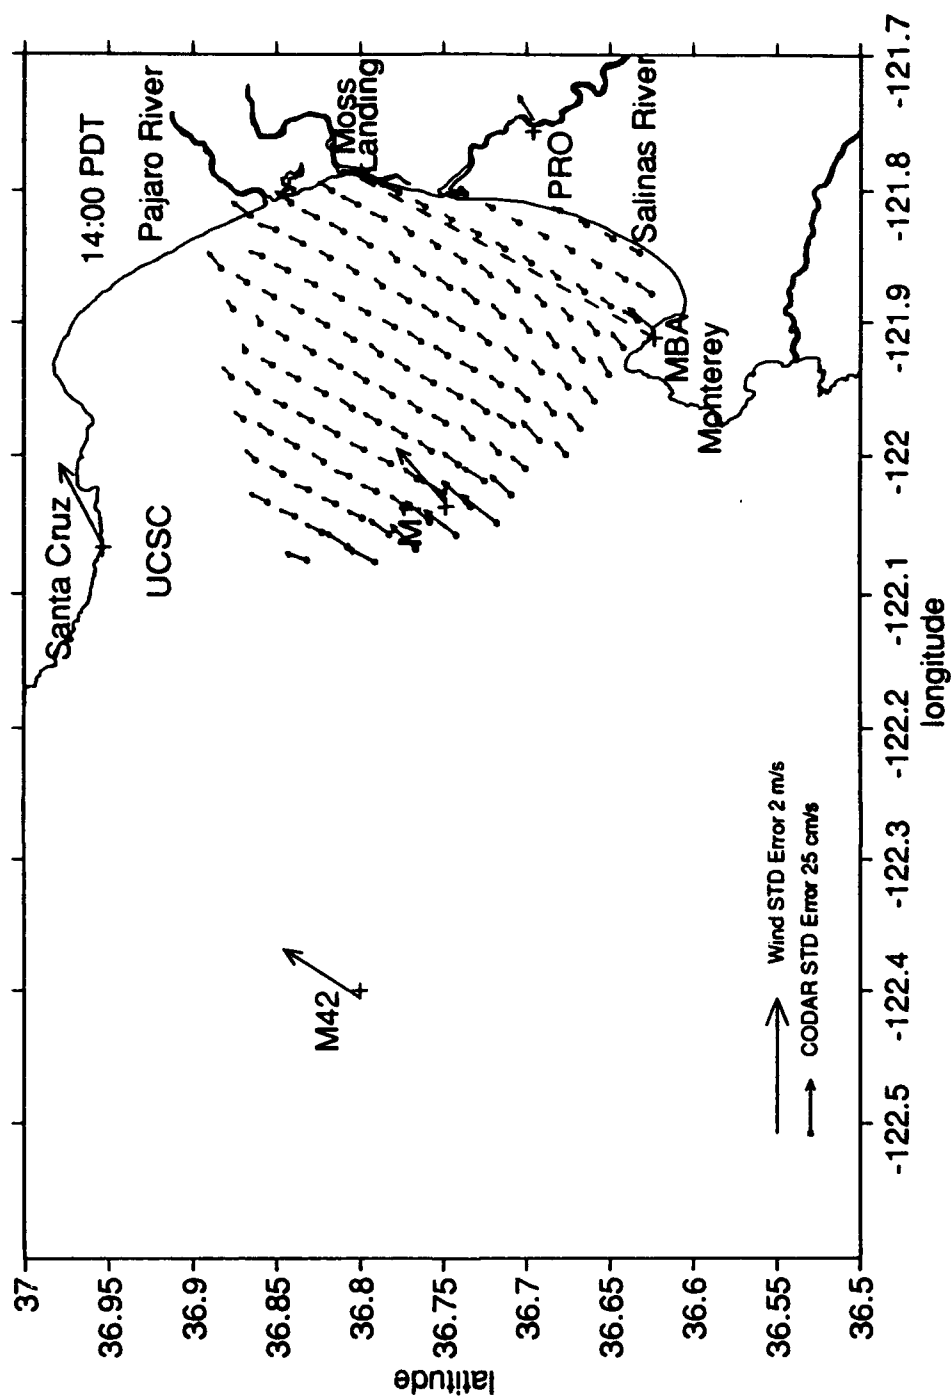 14:00 PDT
Santa Cruz
UCSC
Pajaro River
Moss
Landing
M1
M42
PRO
Salinas River
MBA
Monterey
Wind STD Error 2 m/s
CODAR STD Error 25 cm/s
latitude
37
36.95
36.9
36.85
36.8
36.75
36.7
36.65
36.6
36.55
36.5
-122.5
-122.4
-122.3
-122.2
-122.1
-122
-121.9
-121.8
-121.7
longitude